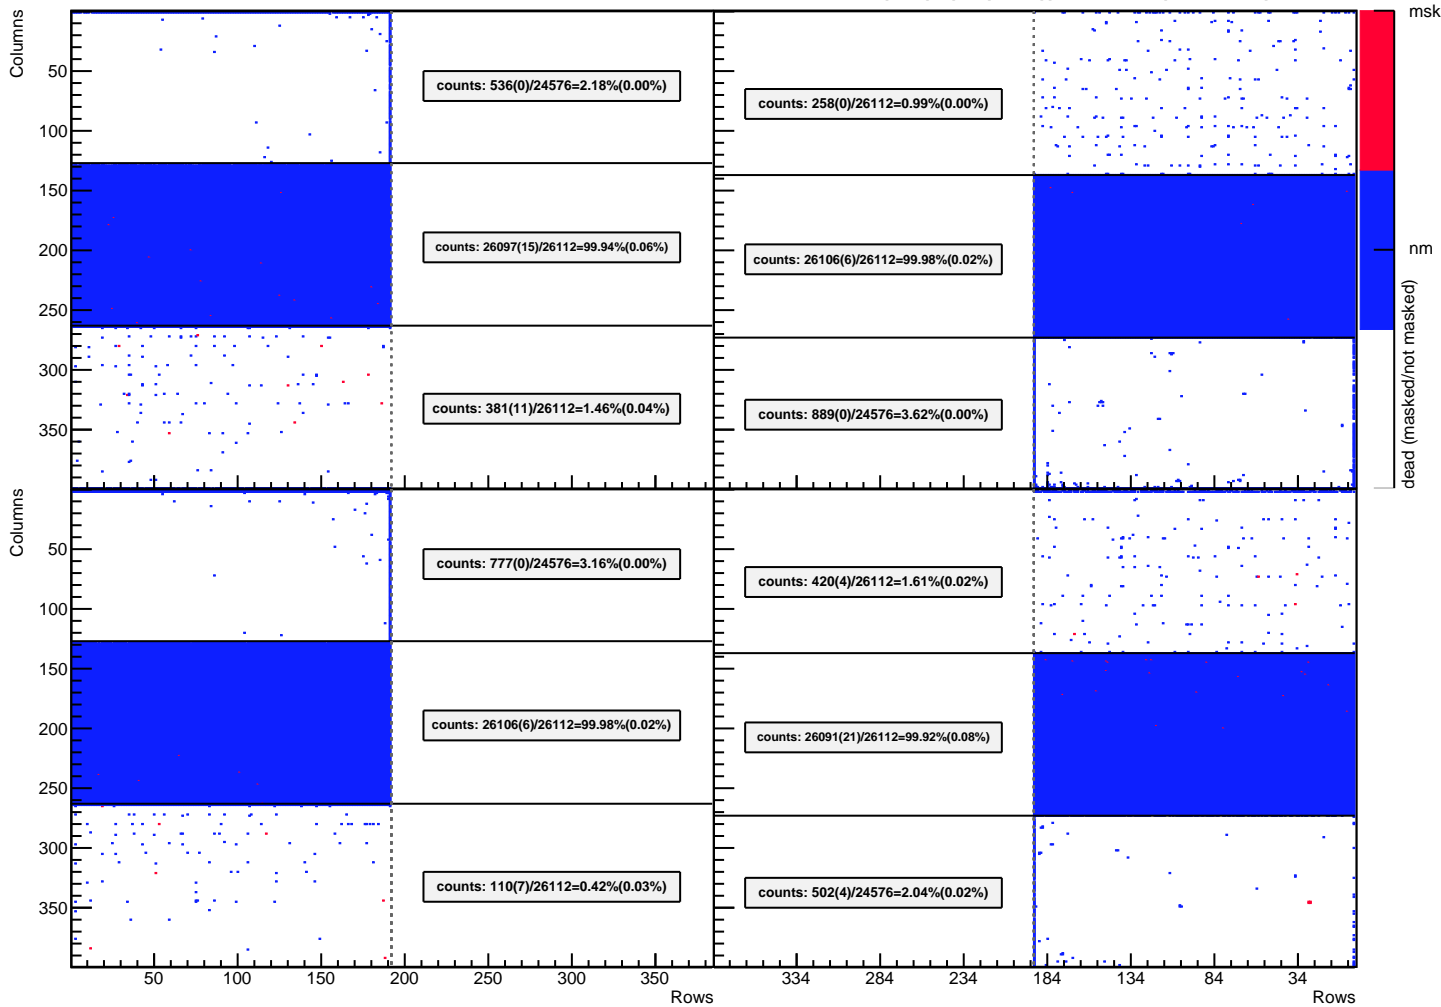 msk
nm
dead (masked/not masked)
Columns
50
100
150
200
250
300
350
counts: 536(0)/24576=2.18%(0.00%)
counts: 26097(15)/26112=99.94%(0.06%)
counts: 381(11)/26112=1.46%(0.04%)
counts: 258(0)/26112=0.99%(0.00%)
counts: 26106(6)/26112=99.98%(0.02%)
counts: 889(0)/24576=3.62%(0.00%)
Columns
50
100
150
200
250
300
350
counts: 777(0)/24576=3.16%(0.00%)
counts: 26106(6)/26112=99.98%(0.02%)
counts: 110(7)/26112=0.42%(0.03%)
counts: 420(4)/26112=1.61%(0.02%)
counts: 26091(21)/26112=99.92%(0.08%)
counts: 502(4)/24576=2.04%(0.02%)
50 100 150 200 250 300 350
Rows
334 284 234 184 134 84 34
Rows